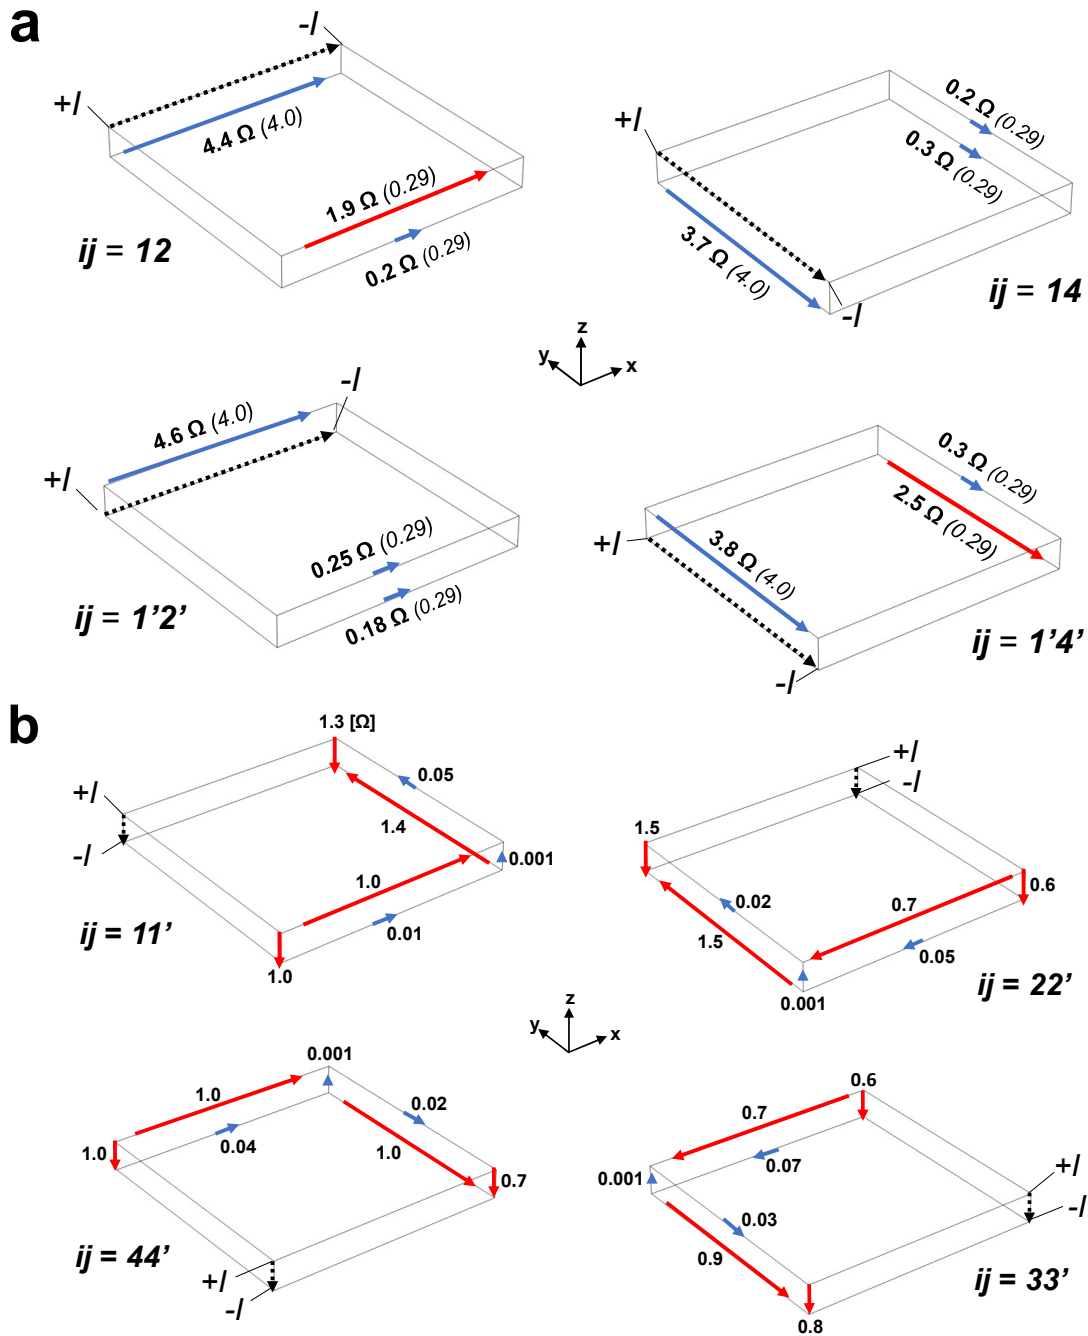 a
-I
+I
4.4 Ω (4.0)
1.9 Ω (0.29)
0.2 Ω (0.29)
ij = 12
+I
0.2 Ω (0.29)
0.3 Ω (0.29)
3.7 Ω (4.0)
-I
ij = 14
z
y
x
-I
4.6 Ω (4.0)
+I
0.25 Ω (0.29)
0.18 Ω (0.29)
ij = 1’2’
0.3 Ω (0.29)
2.5 Ω (0.29)
+I
3.8 Ω (4.0)
-I
ij = 1’4’
b
1.3 [Ω]
+I
-I
0.05
1.4
0.001
1.0
0.01
1.0
ij = 11’
+I
-I
1.5
0.6
0.02
0.7
1.5
0.05
0.001
ij = 22’
z
y
x
0.001
1.0
0.02
1.0
0.04
1.0
0.7
+I
-I
ij = 44’
0.6
0.7
0.07
0.001
+I
-I
0.03
0.9
0.8
ij = 33’